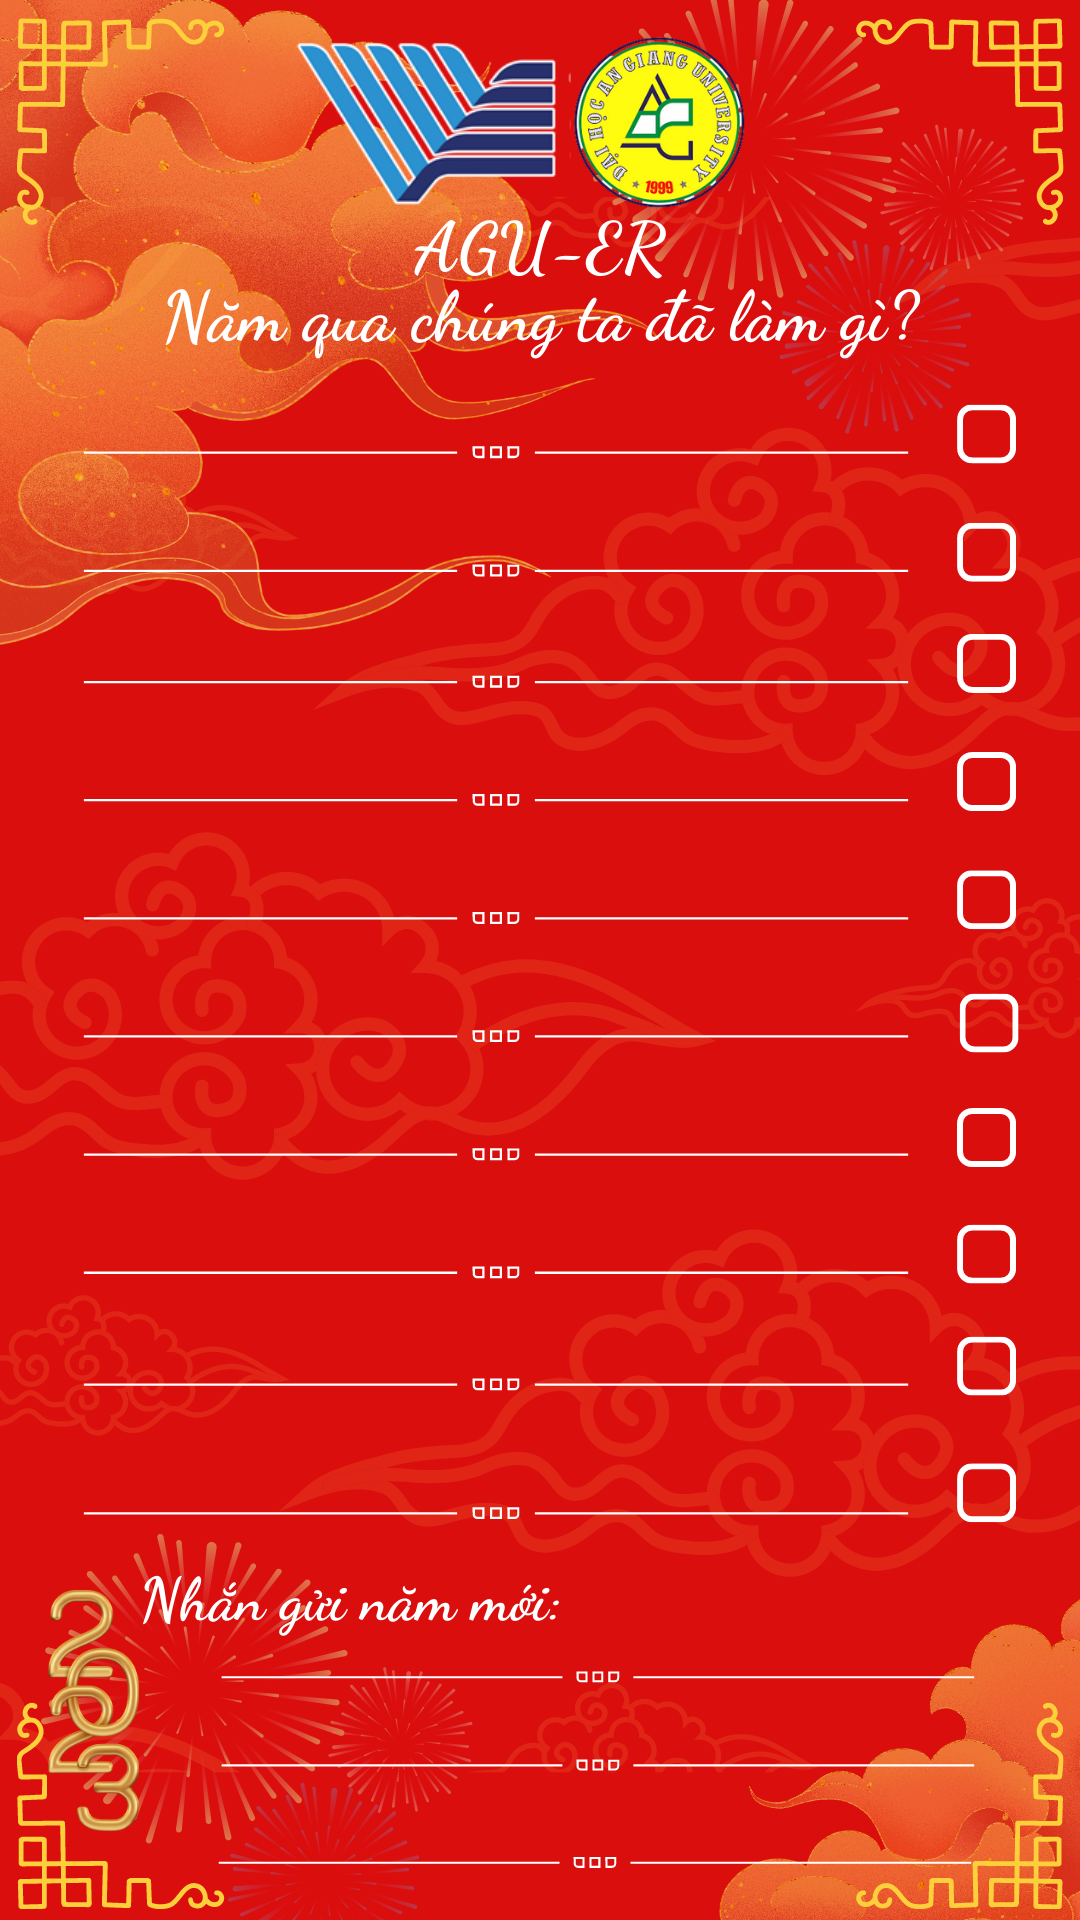 ĐẠI HỌC AN GIANG UNIVERSITY
1999
AGU-ER
Năm qua chúng ta đã làm gì?
Nhắn gửi năm mới:
2023